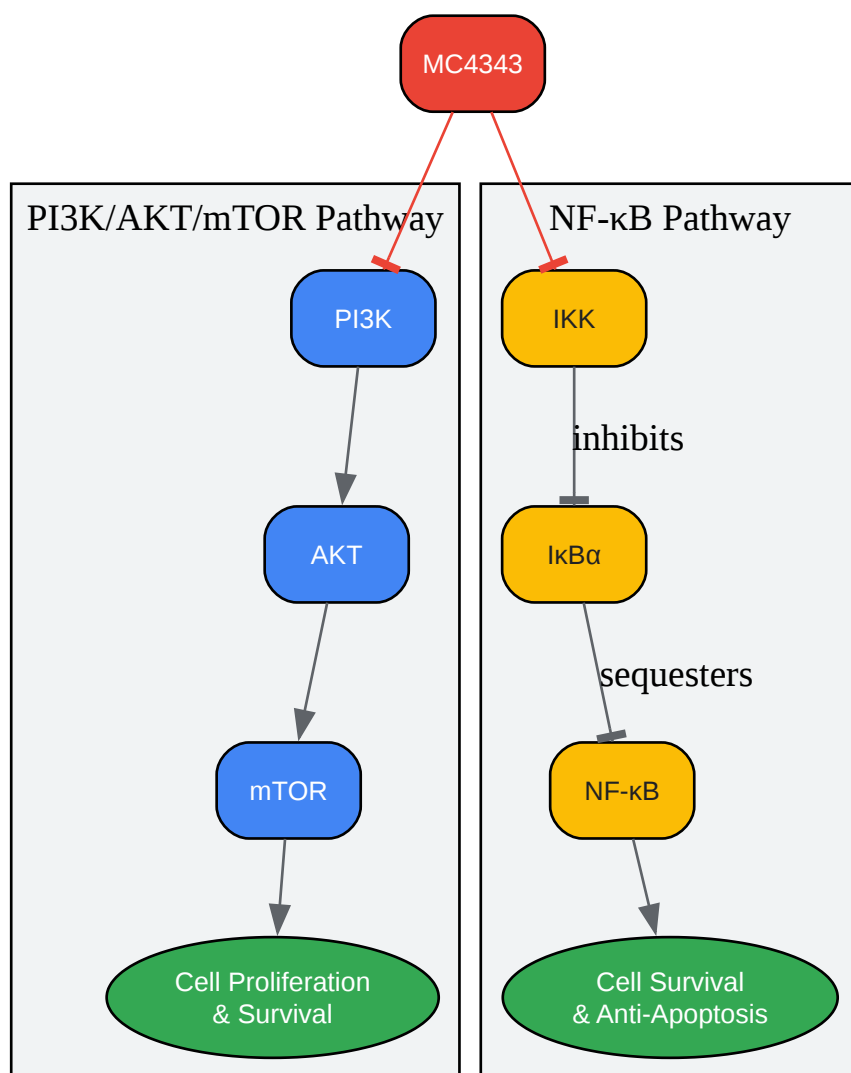 MC4343
PI3K/AKT/mTOR Pathway
NF-κB Pathway
PI3K
IKK
inhibits
AKT
IκBα
sequesters
mTOR
NF-κB
Cell Proliferation
& Survival
Cell Survival
& Anti-Apoptosis